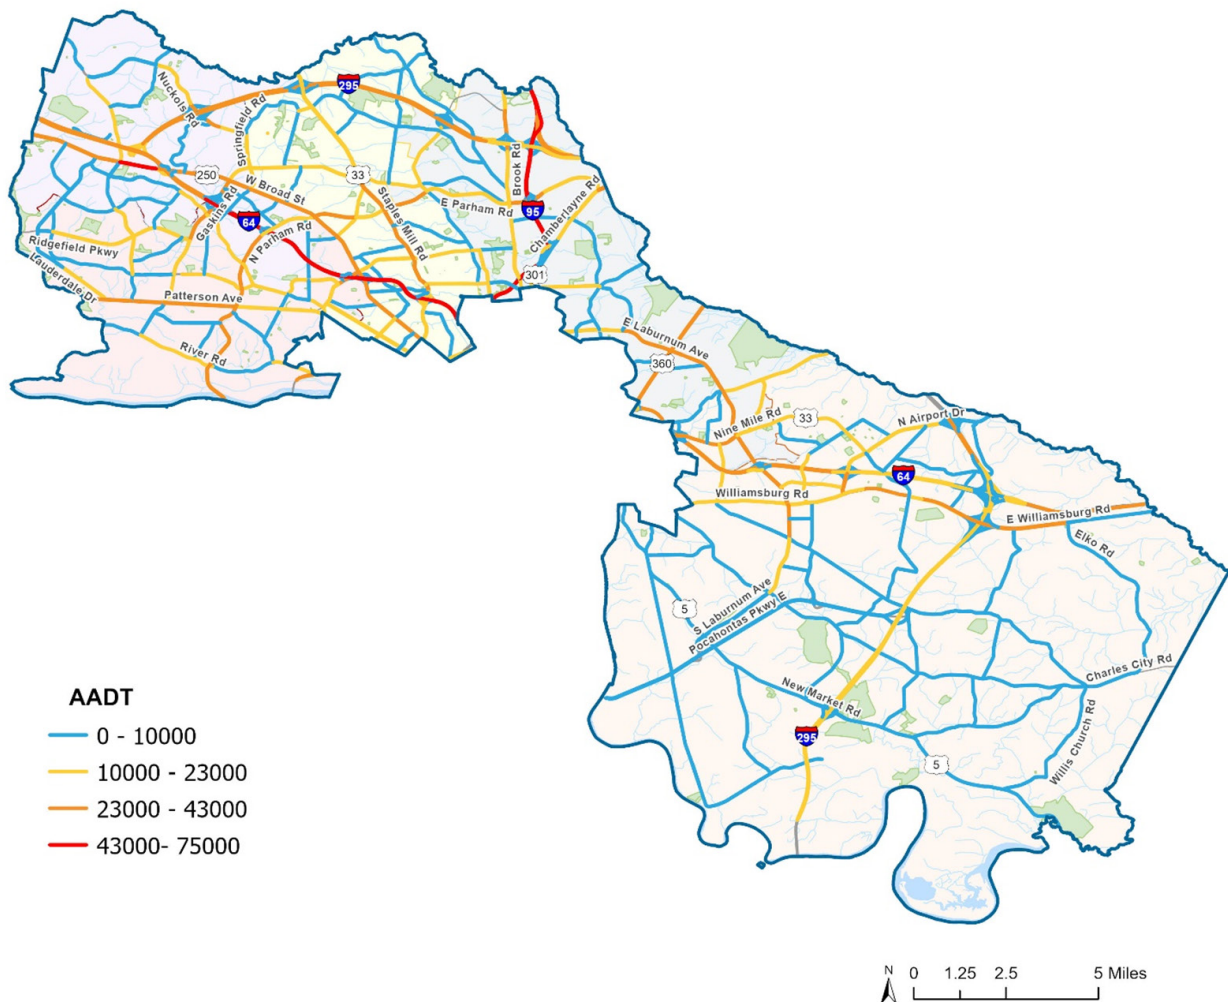 Nuckols Rd
Springfield Rd
295
250
W Broad St
33
Brook Rd
E Parham Rd
95
Chamberlayne Rd
Gaskins Rd
64
N Parham Rd
Staples Mill Rd
301
Ridgefield Pkwy
Lauderdale Dr
Patterson Ave
River Rd
E Laburnum Ave
360
Nine Mile Rd
33
N Airport Dr
64
Williamsburg Rd
E Williamsburg Rd
Elko Rd
S Laburnum Ave
5
Pocahontas Pkwy E
New Market Rd
Charles City Rd
295
5
Willis Church Rd
AADT
0 - 10000
10000 - 23000
23000 - 43000
43000- 75000
N
0 1.25 2.5 5 Miles